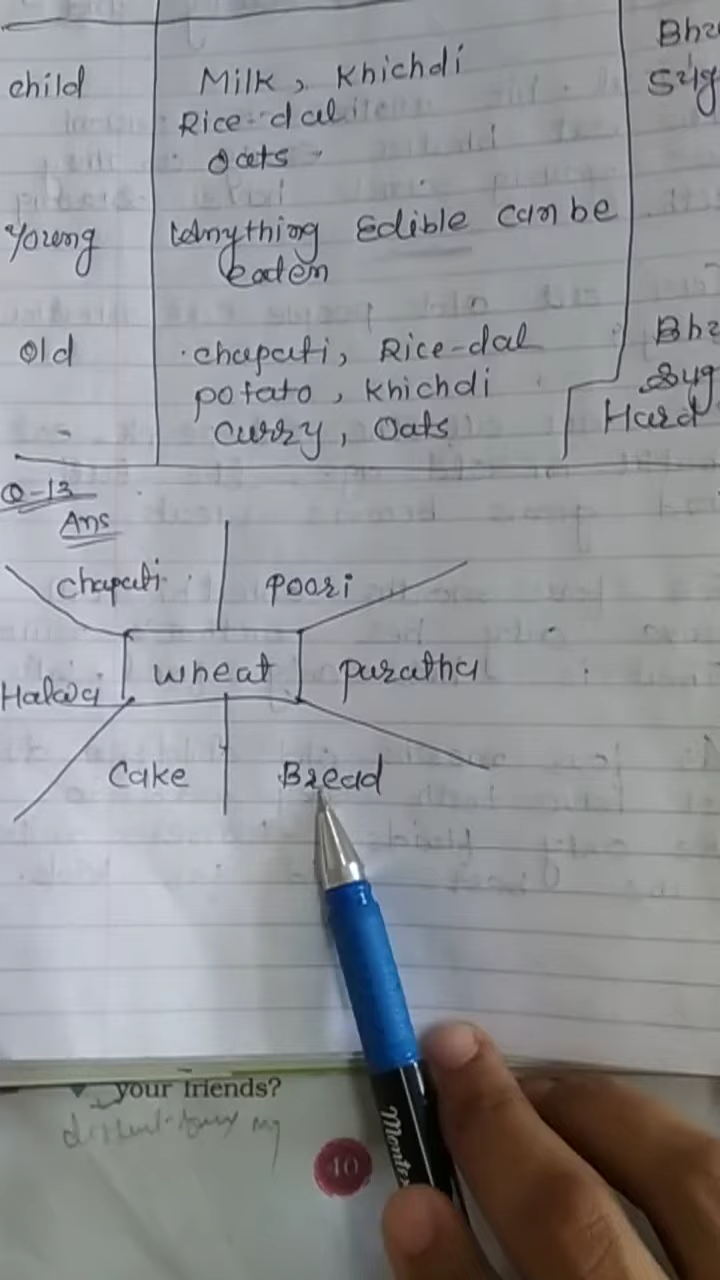 child
Milk, Khichdi
Rice-dal
Oats
Young
Anything Edible can be
eaten
Old
chapati, Rice-dal
potato, Khichdi
curry, Oats
Hard
Q-13
Ans
chapati
poori
Halwa
wheat
paratha
Cake
Bread
your friends?
40